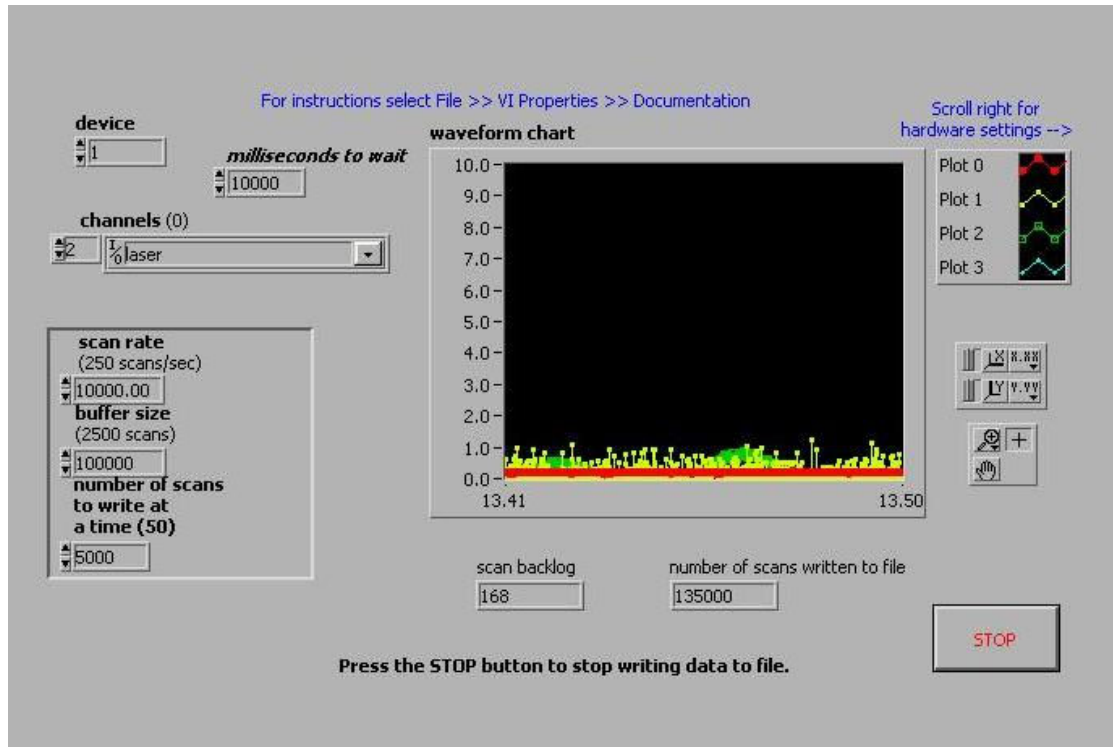 For instructions select File >> VI Properties >> Documentation
Scroll right for
hardware settings -->
device
1
milliseconds to wait
10000
channels (0)
2
I/O laser
waveform chart
10.0
9.0
8.0
7.0
6.0
5.0
4.0
3.0
2.0
1.0
0.0
13.41
13.50
Plot 0
Plot 1
Plot 2
Plot 3
X X.XX
Y Y.YY
scan rate
(250 scans/sec)
10000.00
buffer size
(2500 scans)
100000
number of scans
to write at
a time (50)
5000
scan backlog
168
number of scans written to file
135000
STOP
Press the STOP button to stop writing data to file.